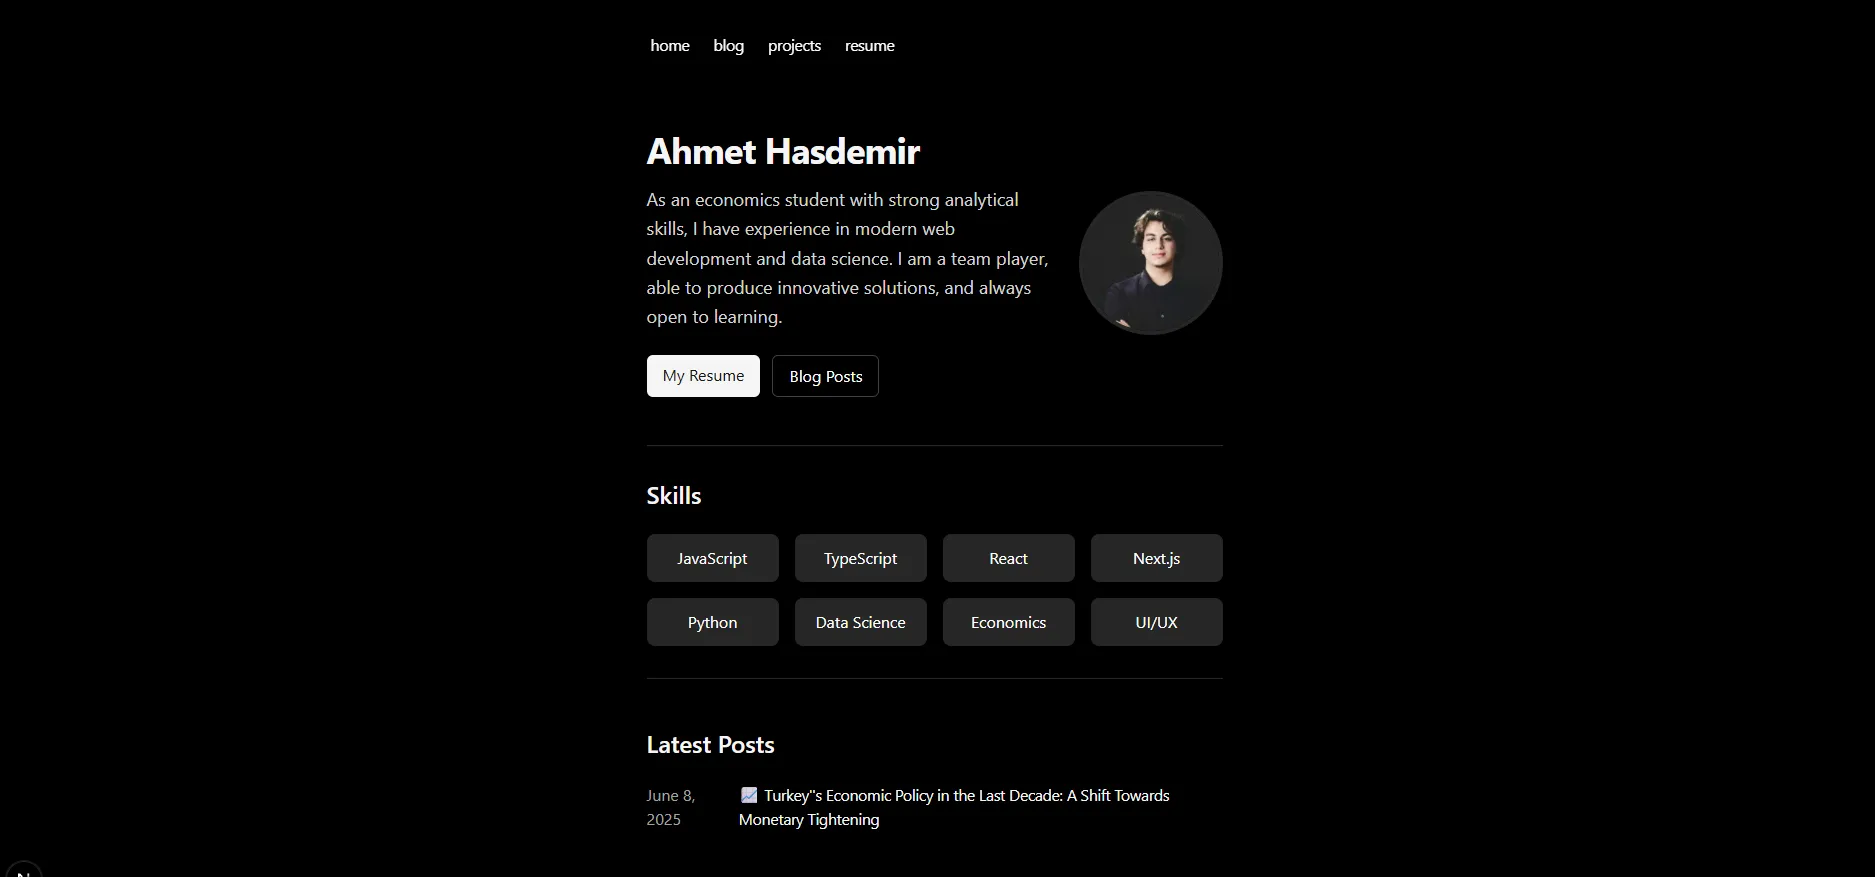 home blog projects resume
Ahmet Hasdemir
As an economics student with strong analytical
skills, I have experience in modern web
development and data science. I am a team player,
able to produce innovative solutions, and always
open to learning.
My Resume Blog Posts
Skills
JavaScript TypeScript React Next.js
Python Data Science Economics UI/UX
Latest Posts
June 8, 📈 Turkey"s Economic Policy in the Last Decade: A Shift Towards
2025 Monetary Tightening